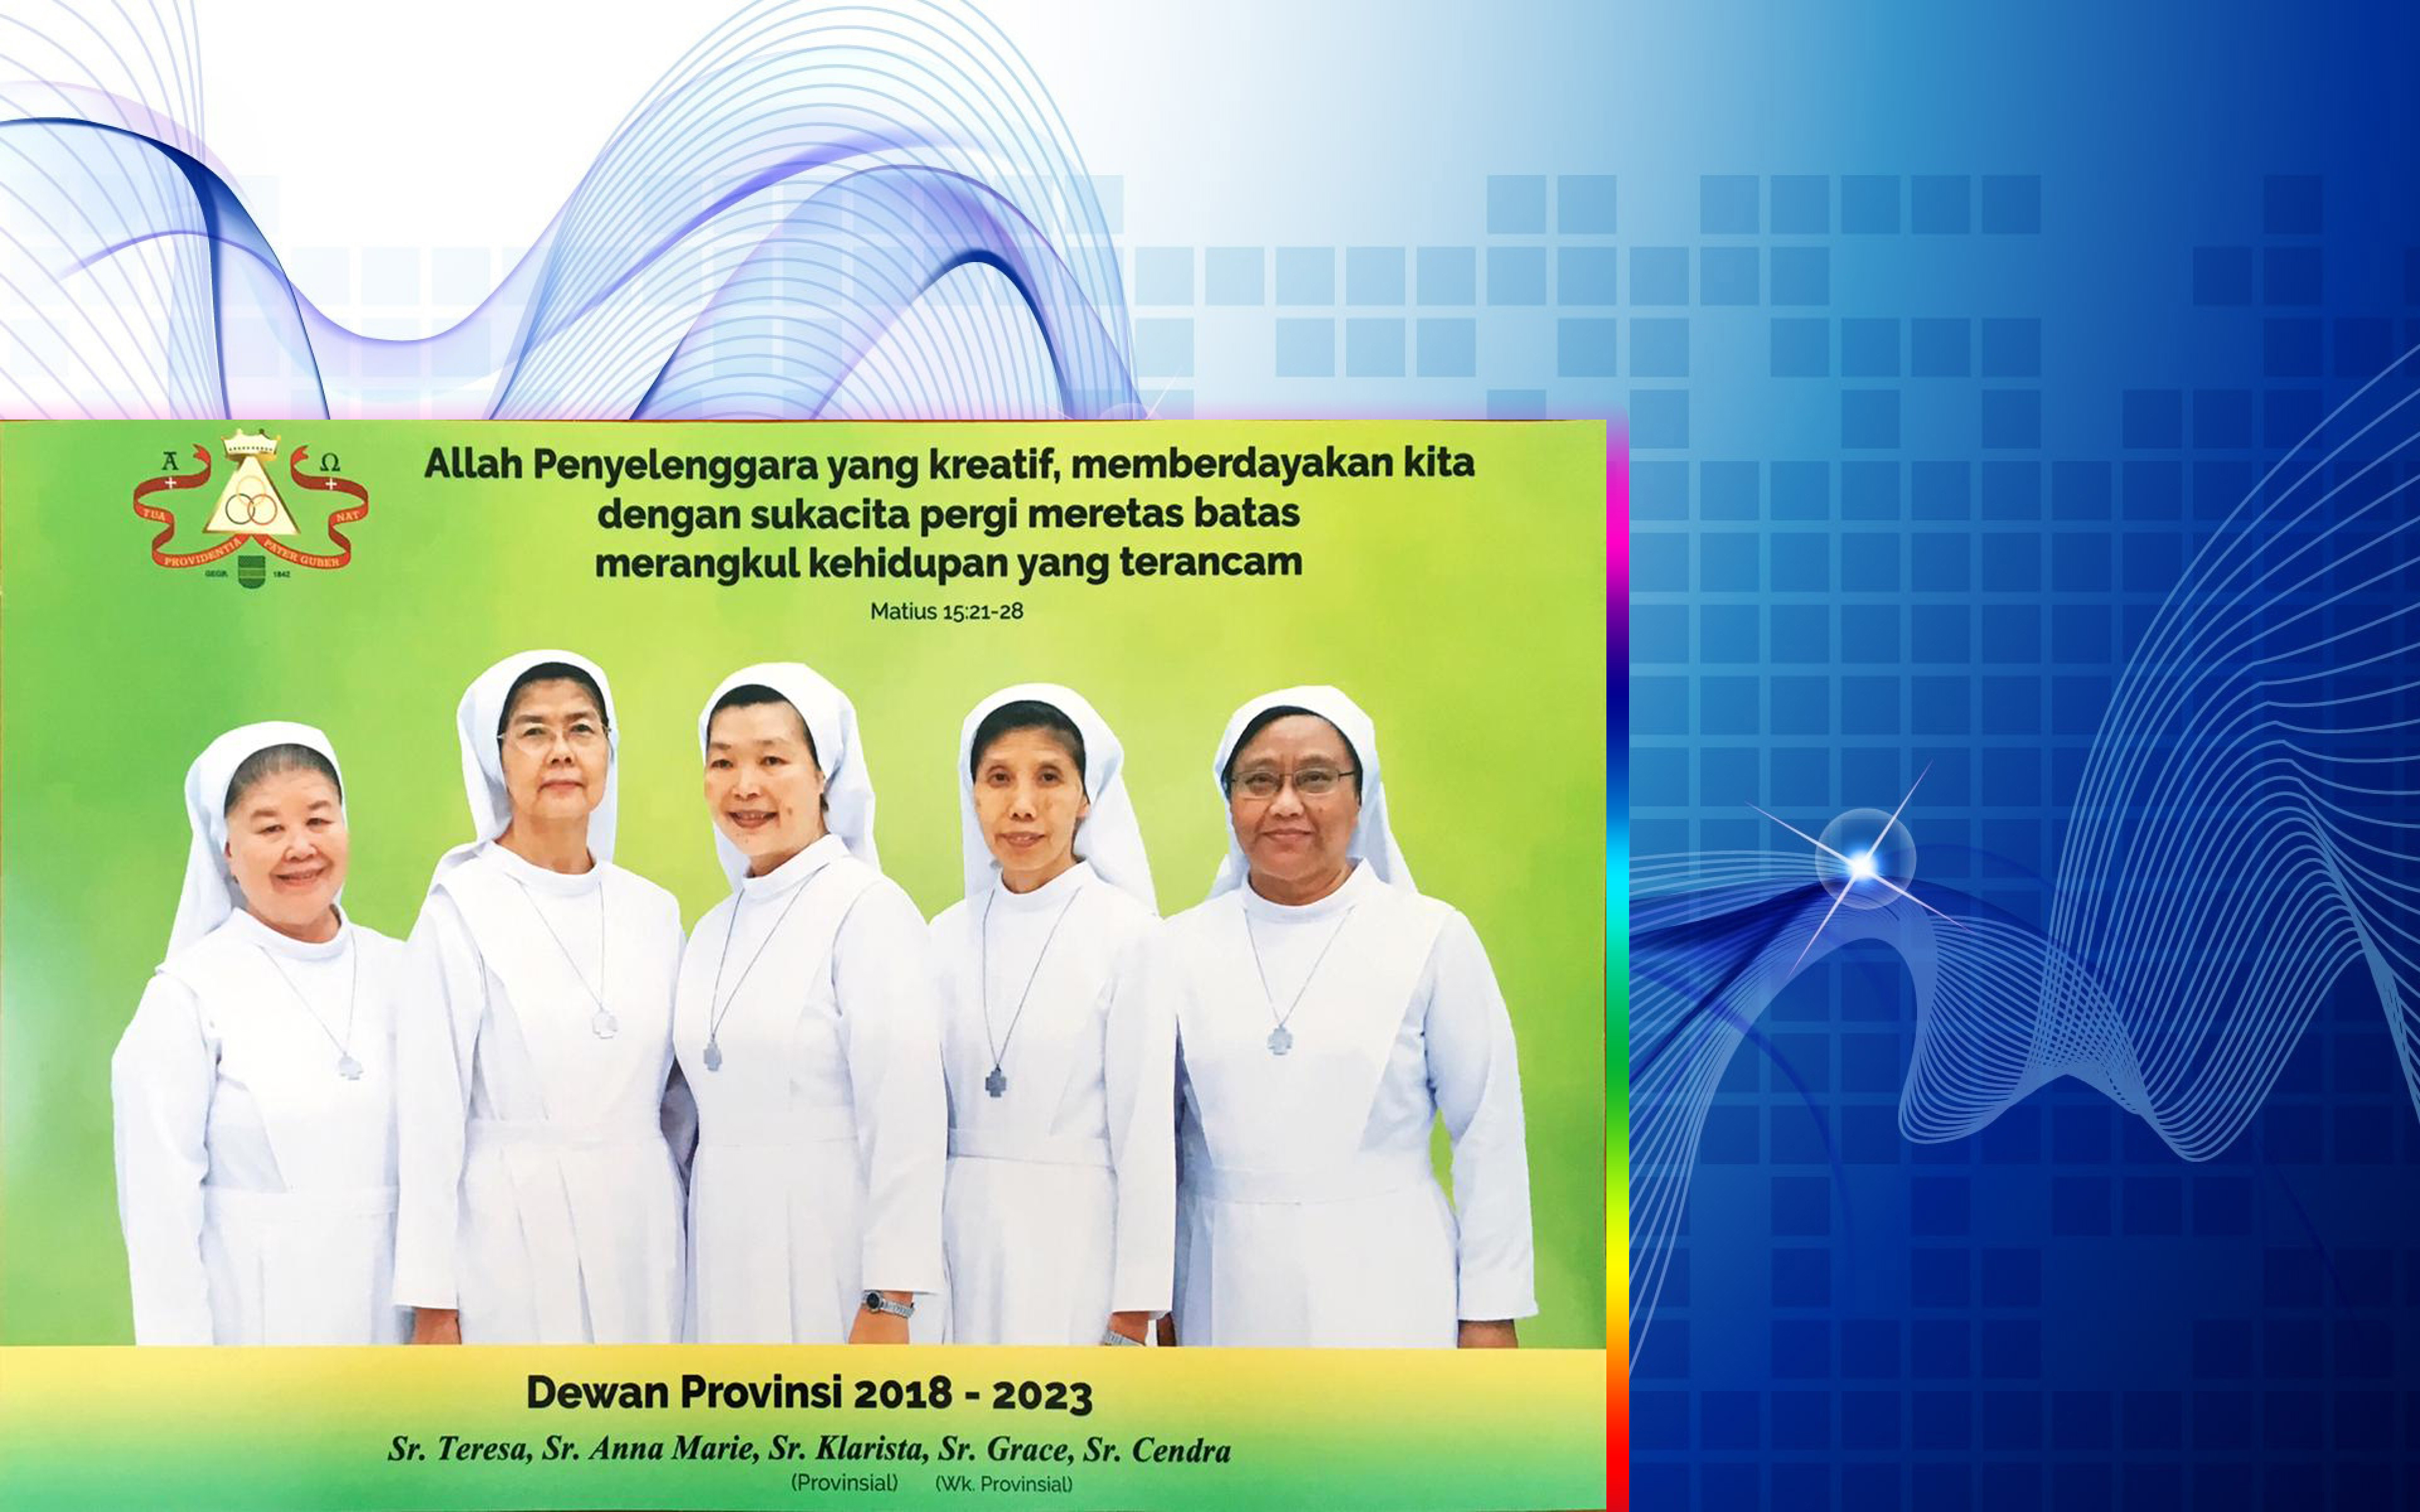 Allah Penyelenggara yang kreatif, memberdayakan kita
dengan sukacita pergi meretas batas
merangkul kehidupan yang terancam
Matius 15:21-28
Α Ω
TUA PROVIDENTIA PATER GUBER NAT
GEGR. 1842
Dewan Provinsi 2018 - 2023
Sr. Teresa, Sr. Anna Marie, Sr. Klarista, Sr. Grace, Sr. Cendra
(Provinsial) (Wk. Provinsial)